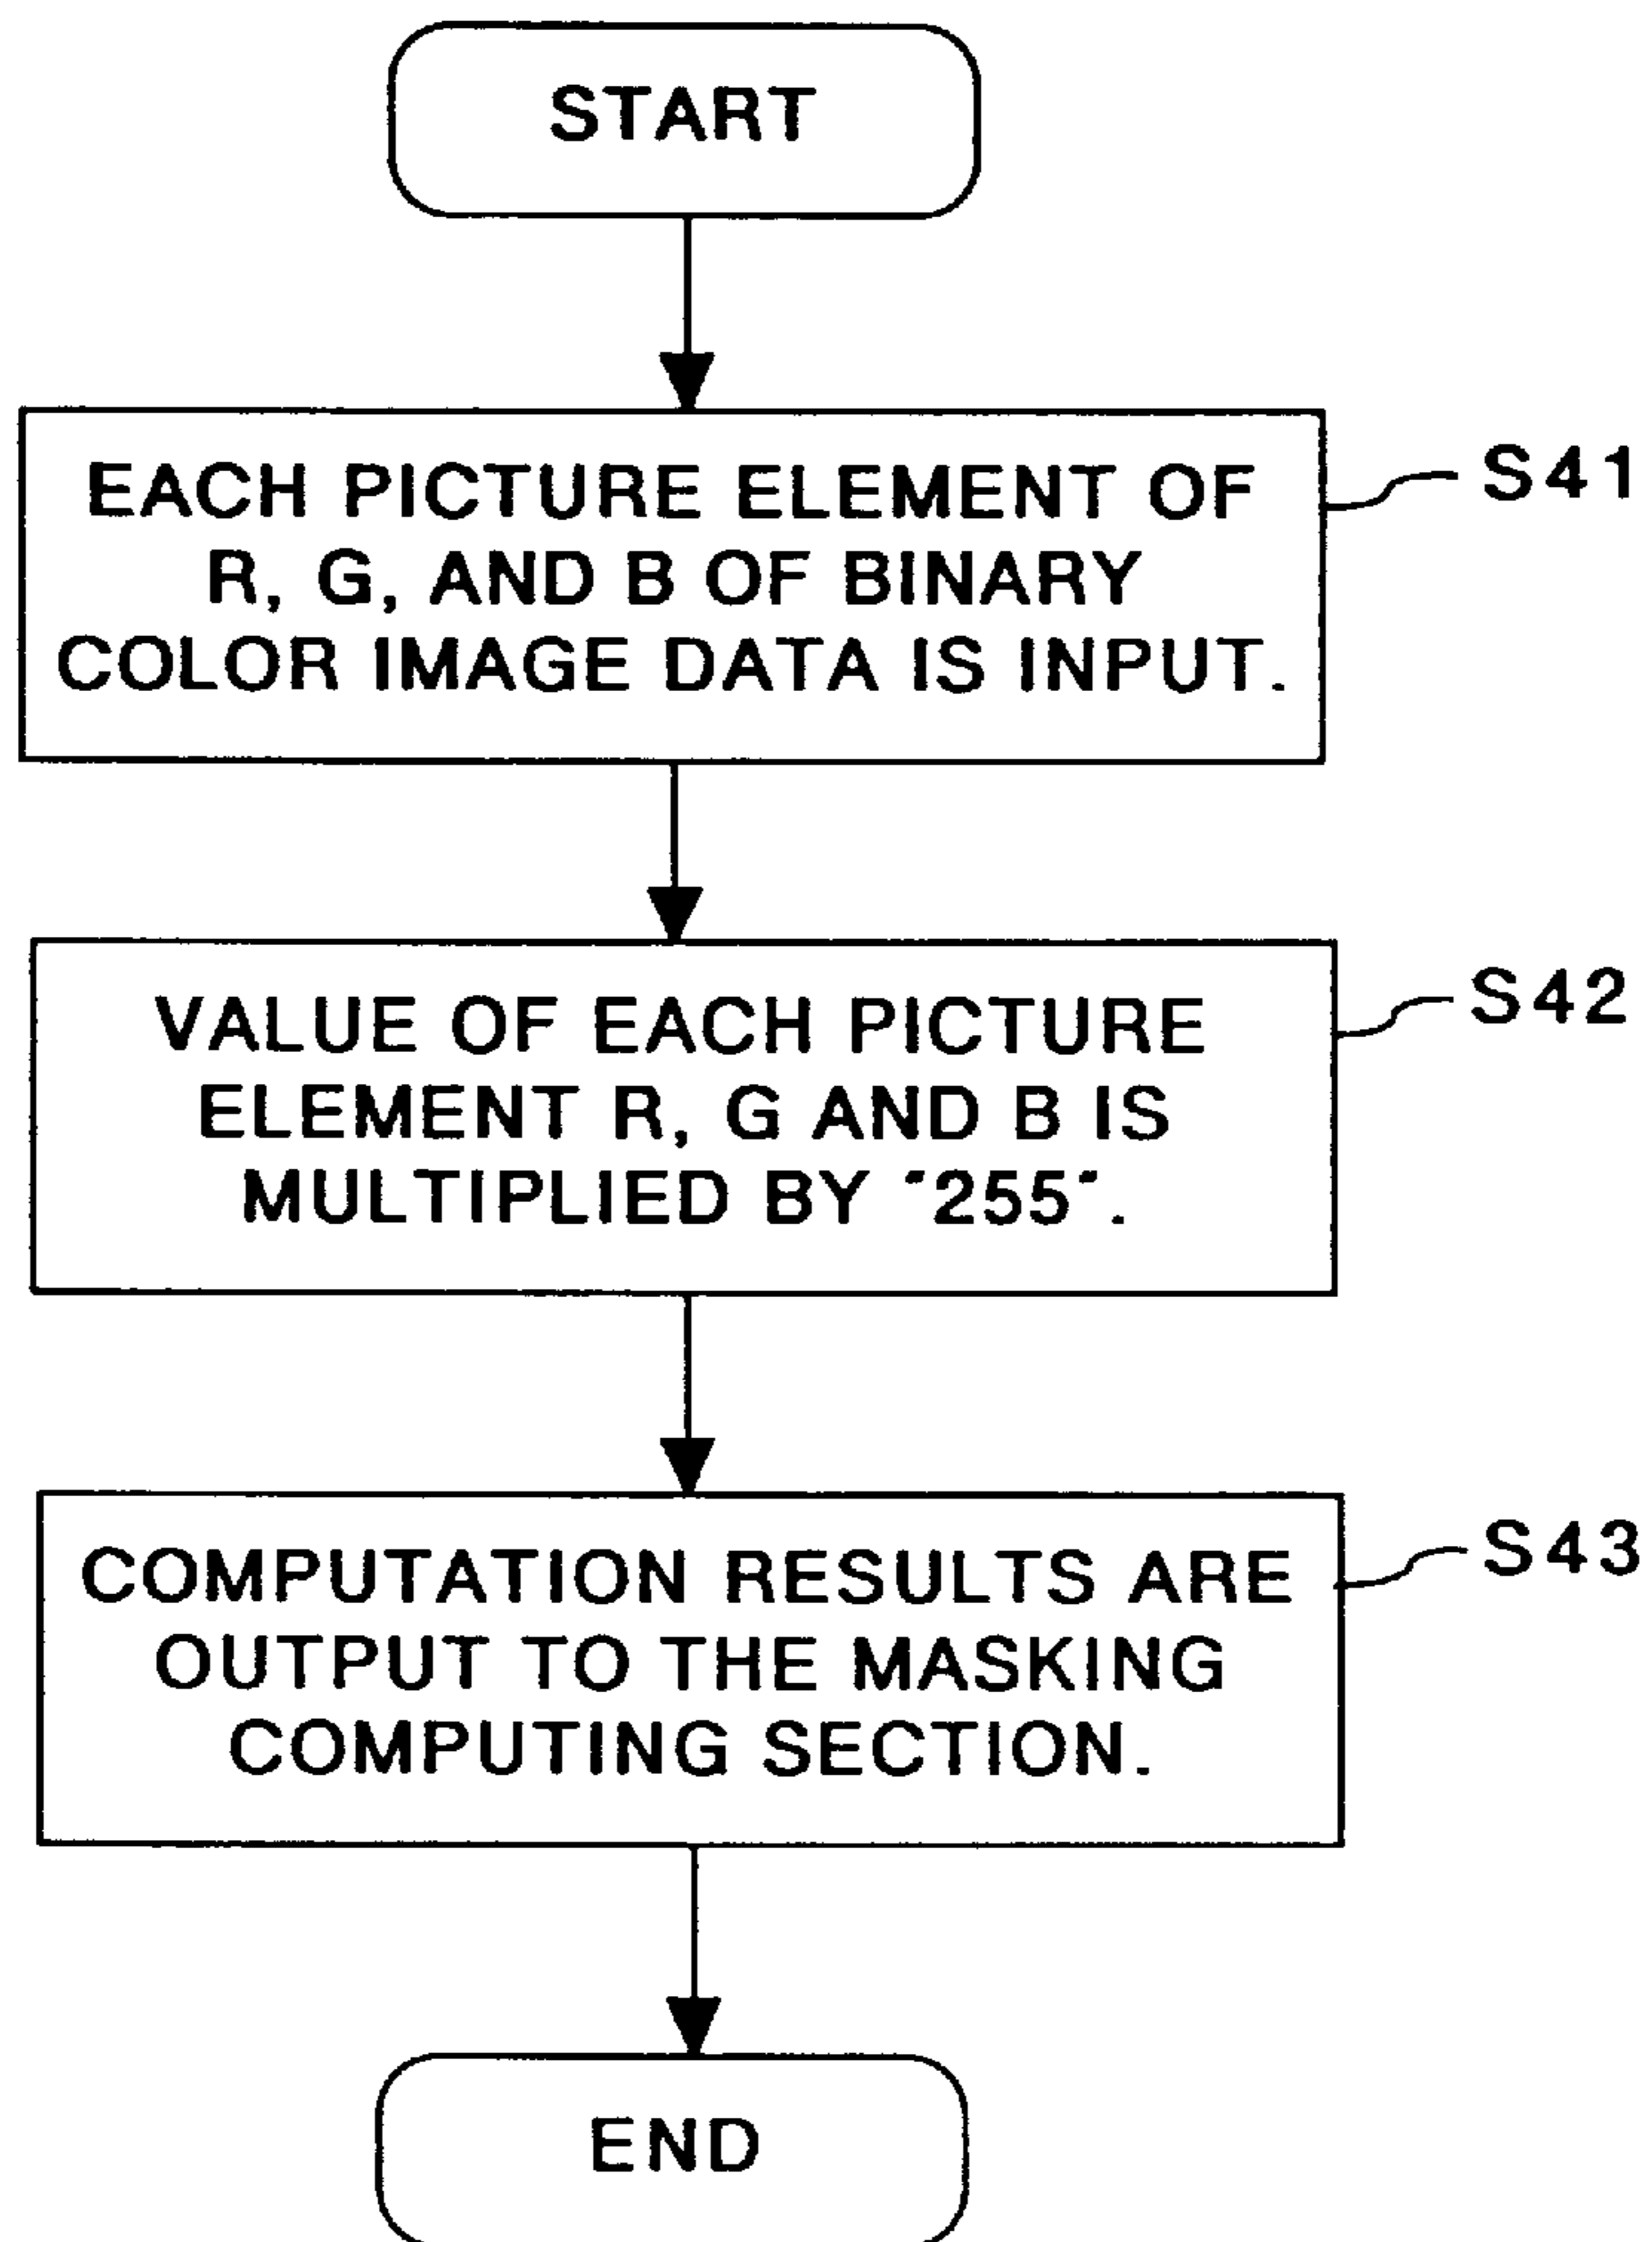 START
EACH PICTURE ELEMENT OF
R, G, AND B OF BINARY
COLOR IMAGE DATA IS INPUT.
S41
VALUE OF EACH PICTURE
ELEMENT R, G AND B IS
MULTIPLIED BY "255".
S42
COMPUTATION RESULTS ARE
OUTPUT TO THE MASKING
COMPUTING SECTION.
S43
END